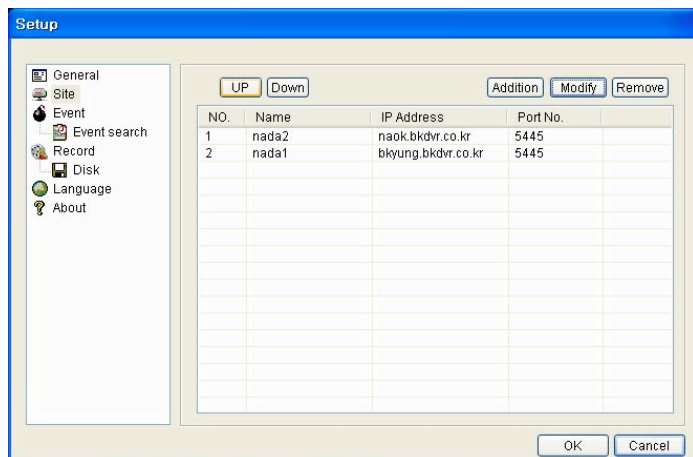 Setup
General
Site
Event
Event search
Record
Disk
Language
About
UP Down Addition Modify Remove
NO. Name IP Address Port No.
1 nada2 naok.bkdvr.co.kr 5445
2 nada1 bkyung.bkdvr.co.kr 5445
OK Cancel